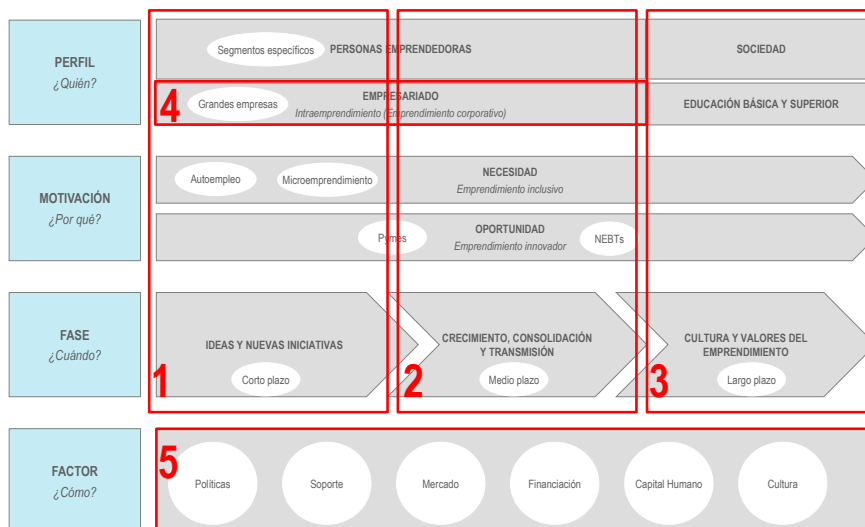 PERFIL
¿Quién?
Segmentos específicos
PERSONAS EMPRENDEDORAS
SOCIEDAD
4
Grandes empresas
EMPRESARIADO
Intraemprendimiento (Emprendimiento corporativo)
EDUCACIÓN BÁSICA Y SUPERIOR
MOTIVACIÓN
¿Por qué?
Autoempleo
Microemprendimiento
NECESIDAD
Emprendimiento inclusivo
Pymes
OPORTUNIDAD
Emprendimiento innovador
NEBTs
FASE
¿Cuándo?
1
IDEAS Y NUEVAS INICIATIVAS
Corto plazo
2
CRECIMIENTO, CONSOLIDACIÓN
Y TRANSMISIÓN
Medio plazo
3
CULTURA Y VALORES DEL
EMPRENDIMIENTO
Largo plazo
FACTOR
¿Cómo?
5
Políticas
Soporte
Mercado
Financiación
Capital Humano
Cultura